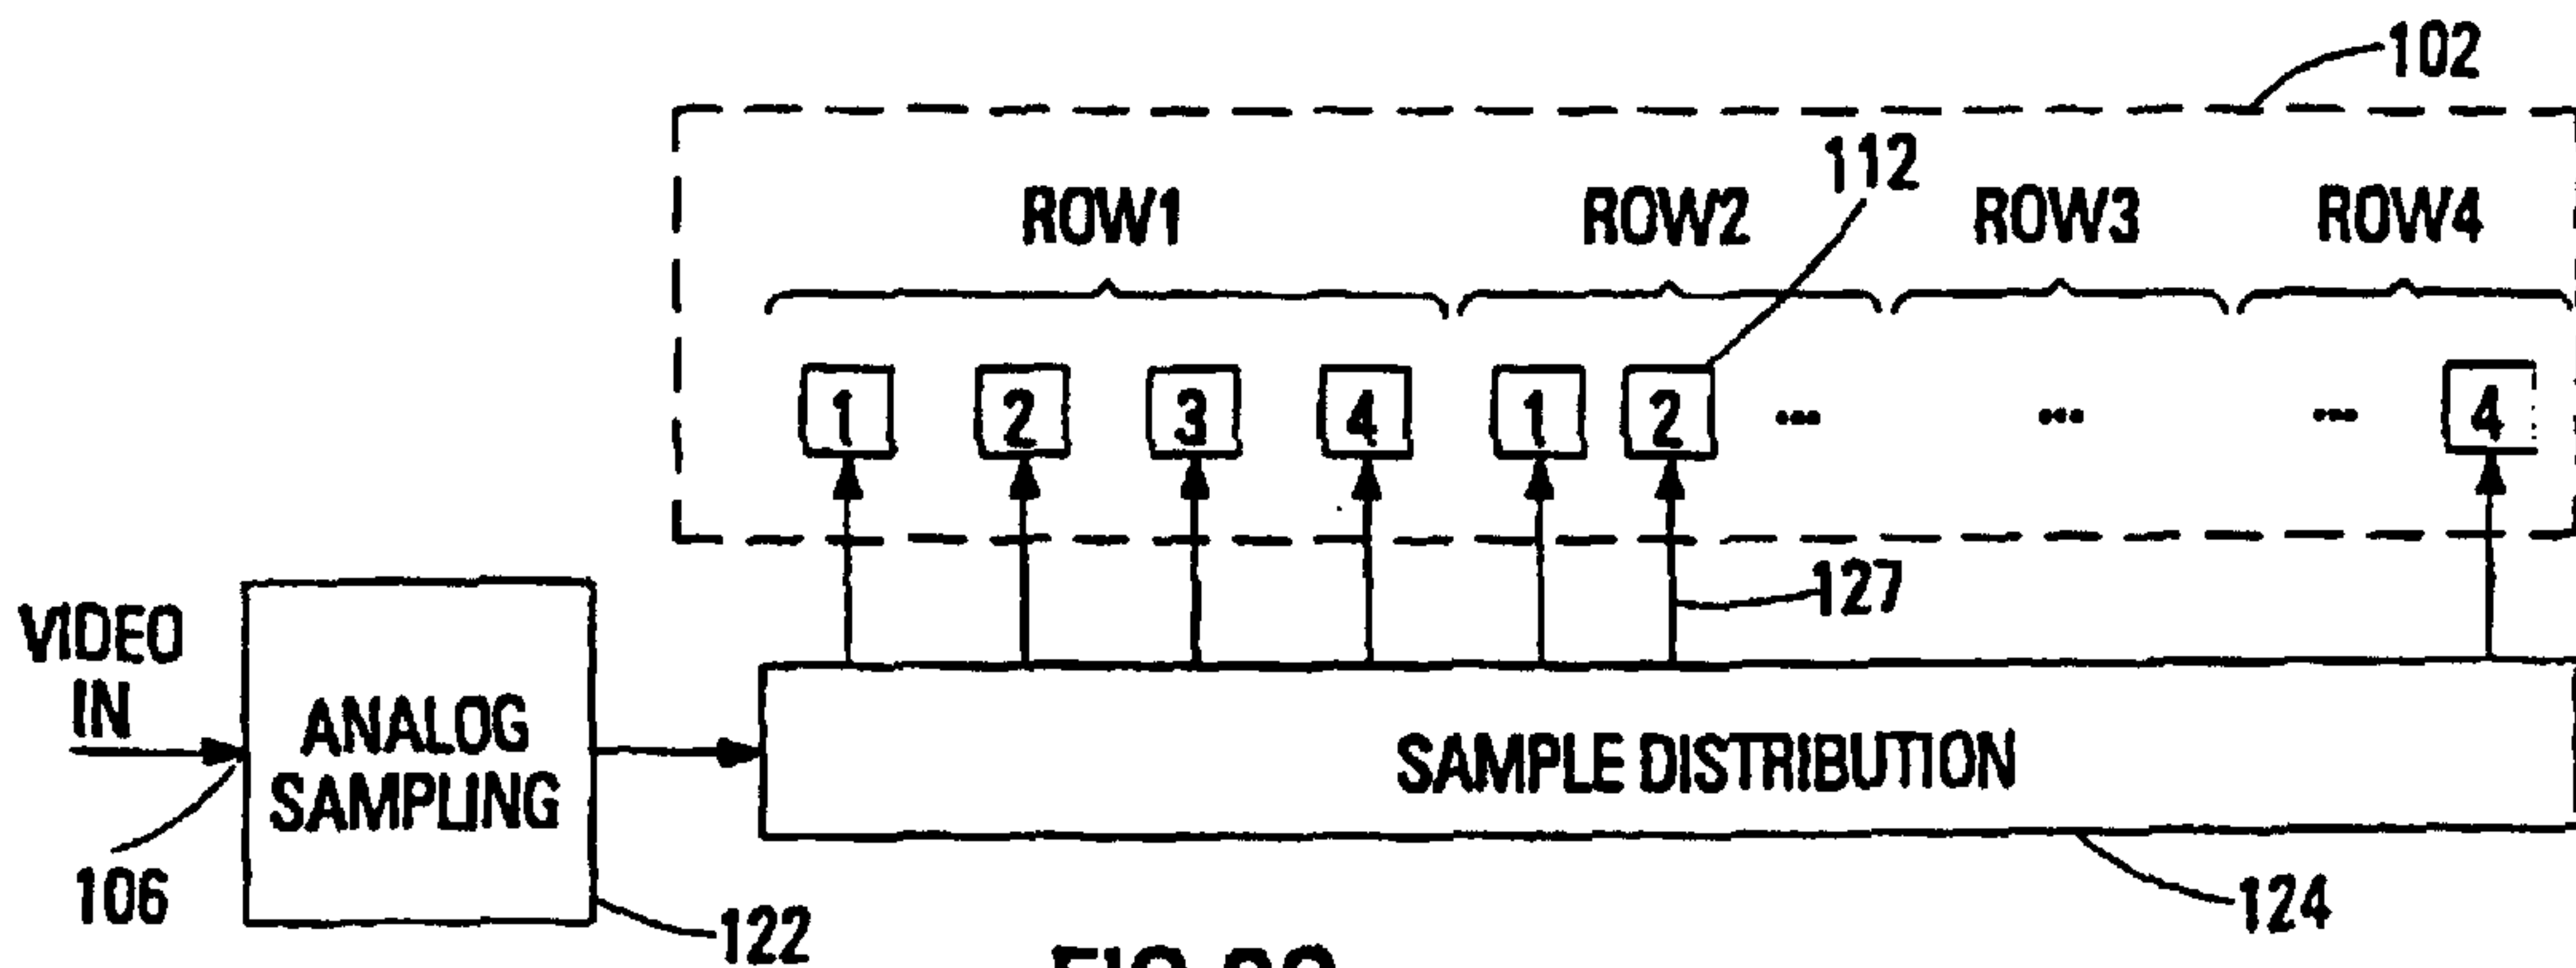 102
112
ROW1 ROW2 ROW3 ROW4
1 2 3 4 1 2 ... ... ... 4
127
VIDEO
IN
ANALOG
SAMPLING
SAMPLE DISTRIBUTION
106
122
124